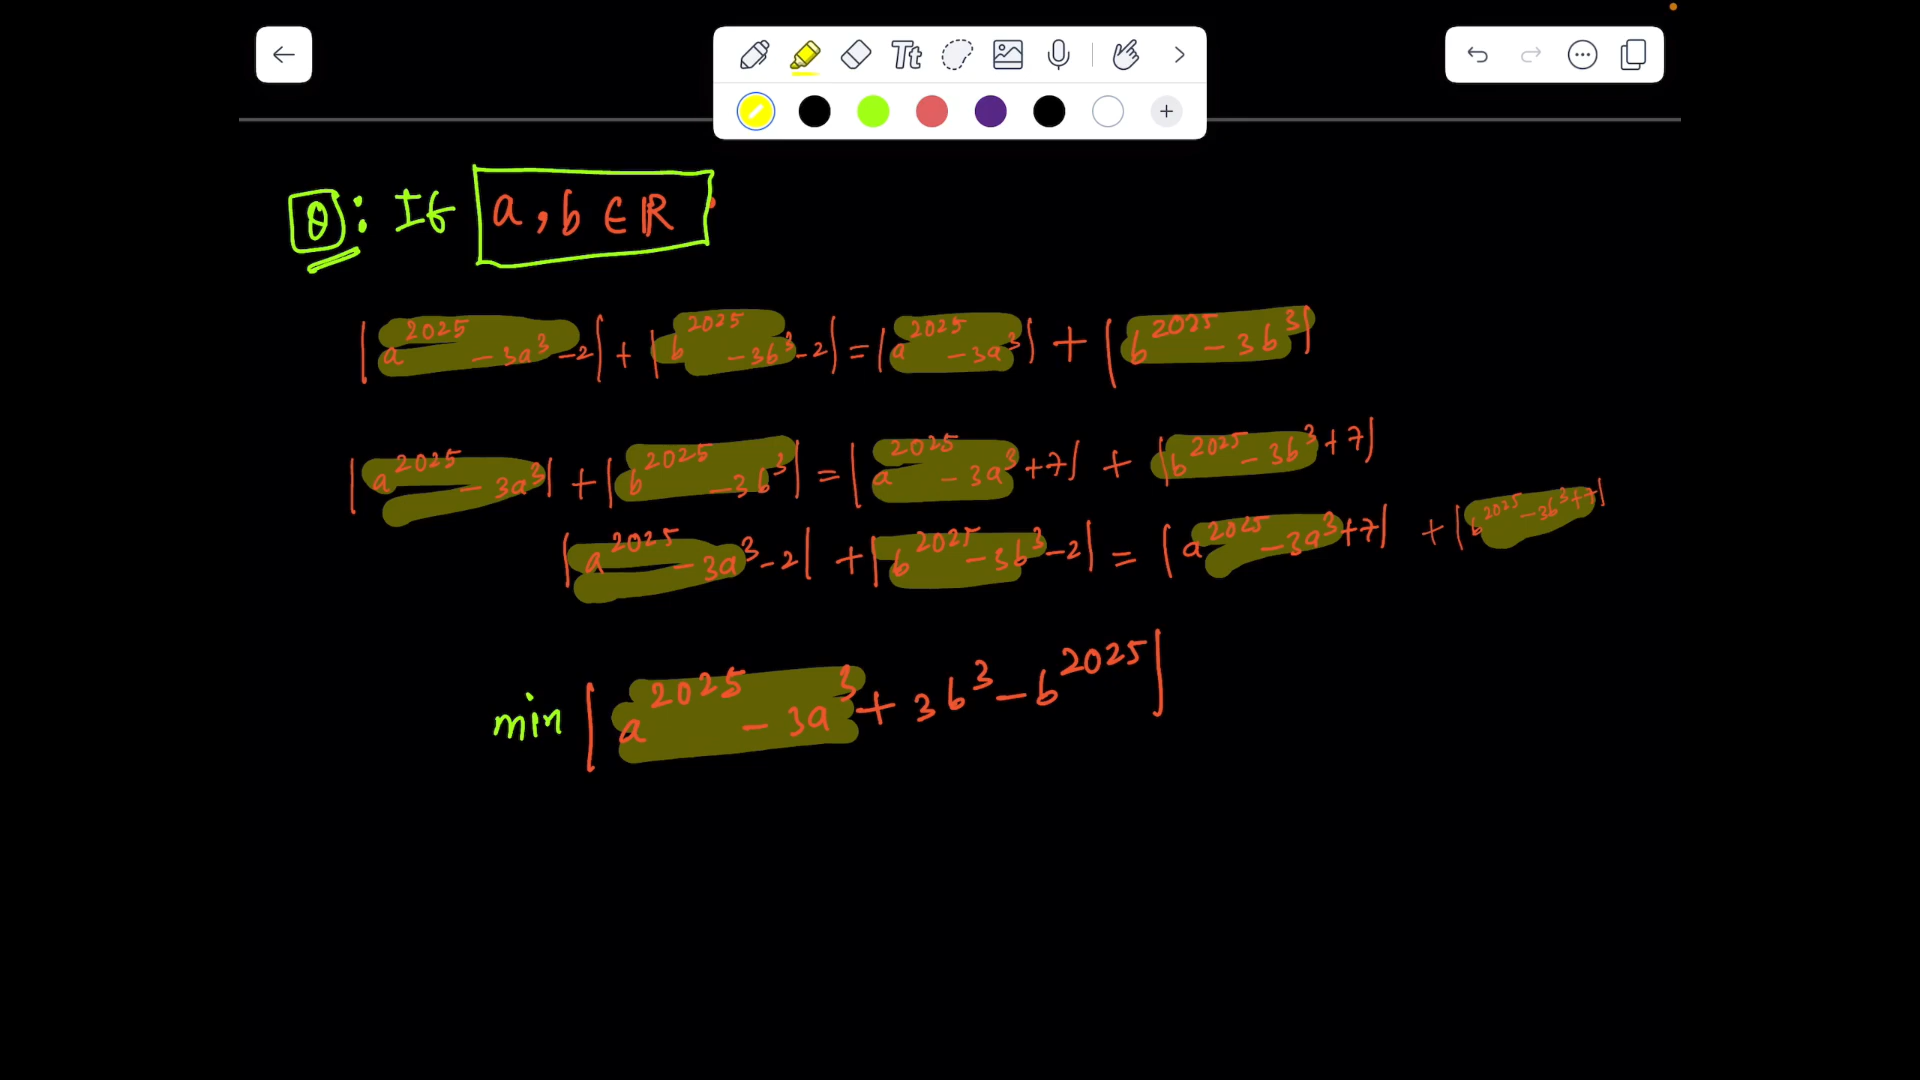 Tt
Q: If a, b ∈ ℝ
|a^2025 - 3a^3 - 2| + |b^2025 - 3b^3 - 2| = |a^2025 - 3a^3| + |b^2025 - 3b^3|
|a^2025 - 3a^3| + |b^2025 - 3b^3| = |a^2025 - 3a^3 + 7| + |b^2025 - 3b^3 + 7|
|a^2025 - 3a^3 - 2| + |b^2025 - 3b^3 - 2| = |a^2025 - 3a^3 + 7| + |b^2025 - 3b^3 + 7|
min |a^2025 - 3a^3 + 3b^3 - b^2025|